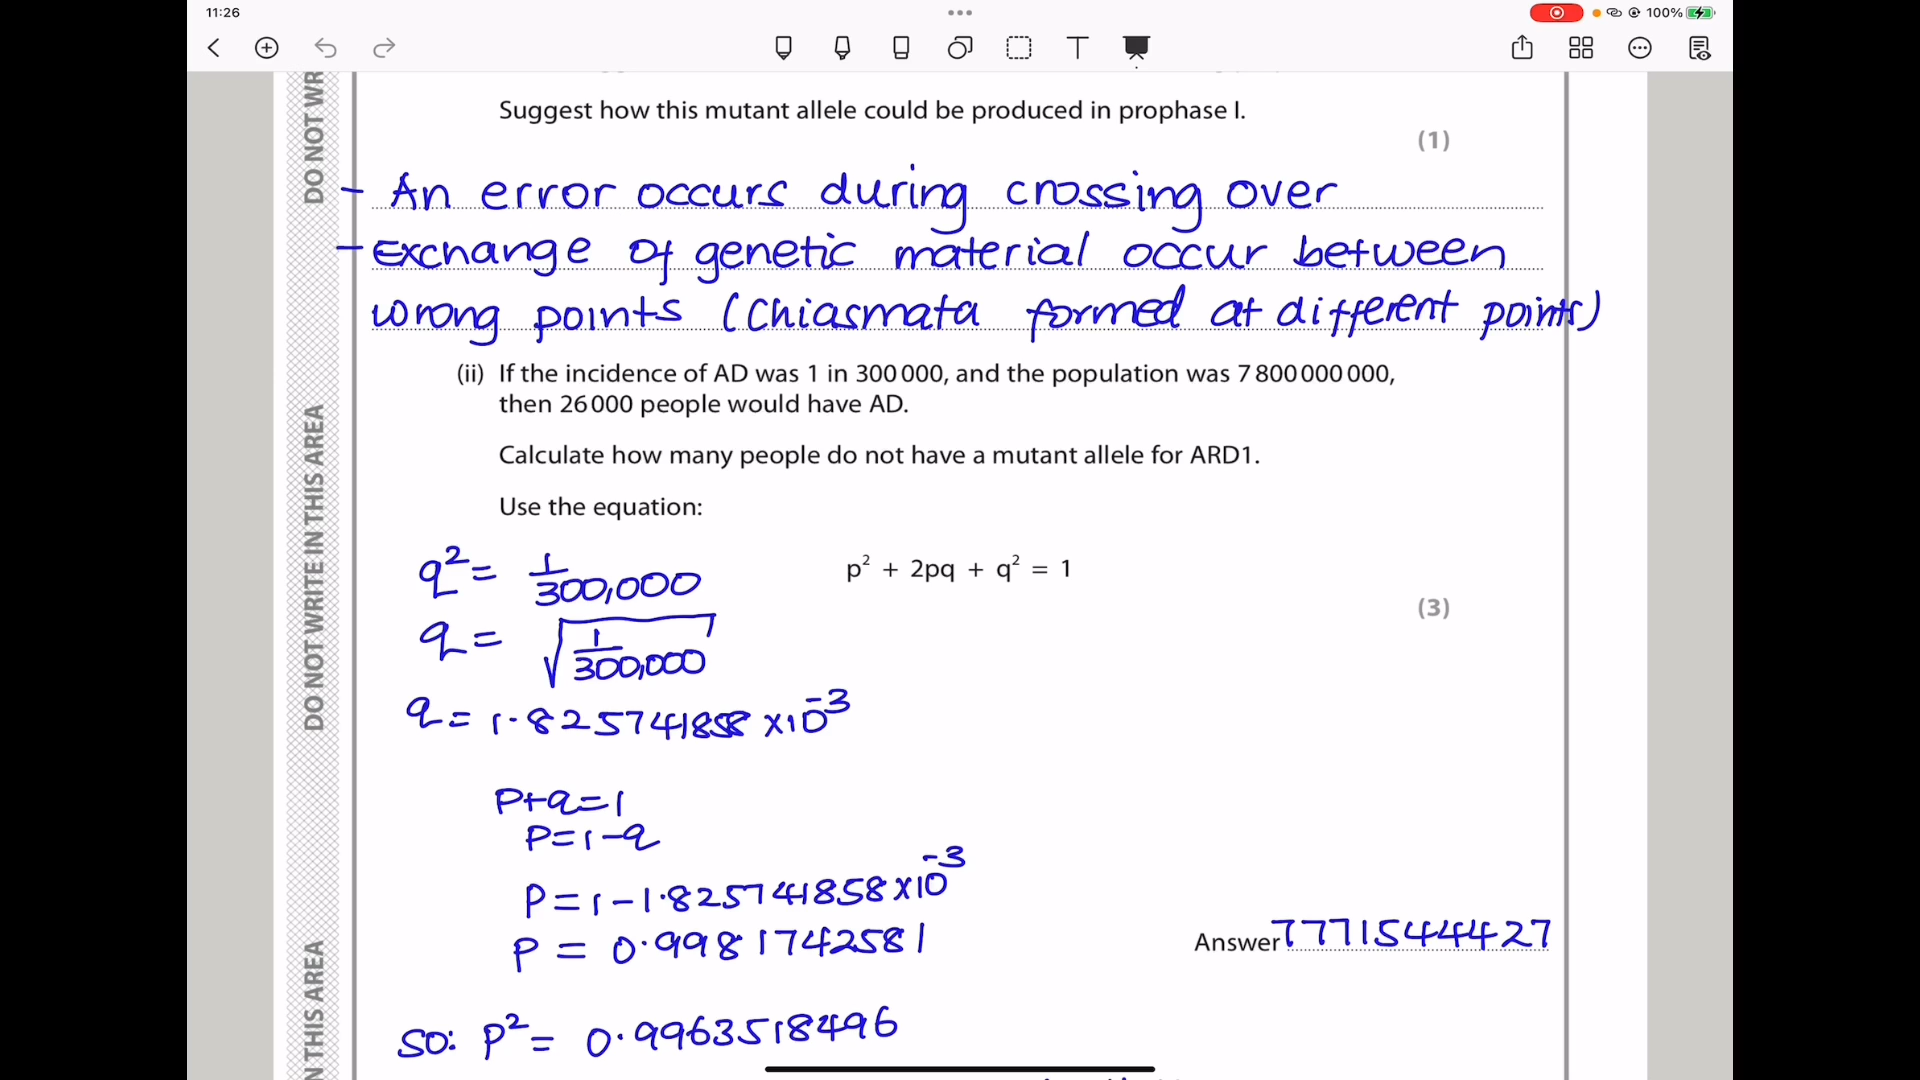 11:26
100%
Suggest how this mutant allele could be produced in prophase I.
(1)
- An error occurs during crossing over
- Exchange of genetic material occur between
wrong points (Chiasmata formed at different points)
(ii) If the incidence of AD was 1 in 300 000, and the population was 7 800 000 000,
then 26 000 people would have AD.
Calculate how many people do not have a mutant allele for ARD1.
Use the equation:
p² + 2pq + q² = 1
(3)
q² = 1/300,000
q = √1/300,000
q = 1.825741858 x10⁻³
P+q=1
P=1-q
P=1-1.825741858x10⁻³
P = 0.9981742581
Answer 7771544427
SO: P² = 0.9963518496
DO NOT WR
DO NOT WRITE IN THIS AREA
N THIS AREA